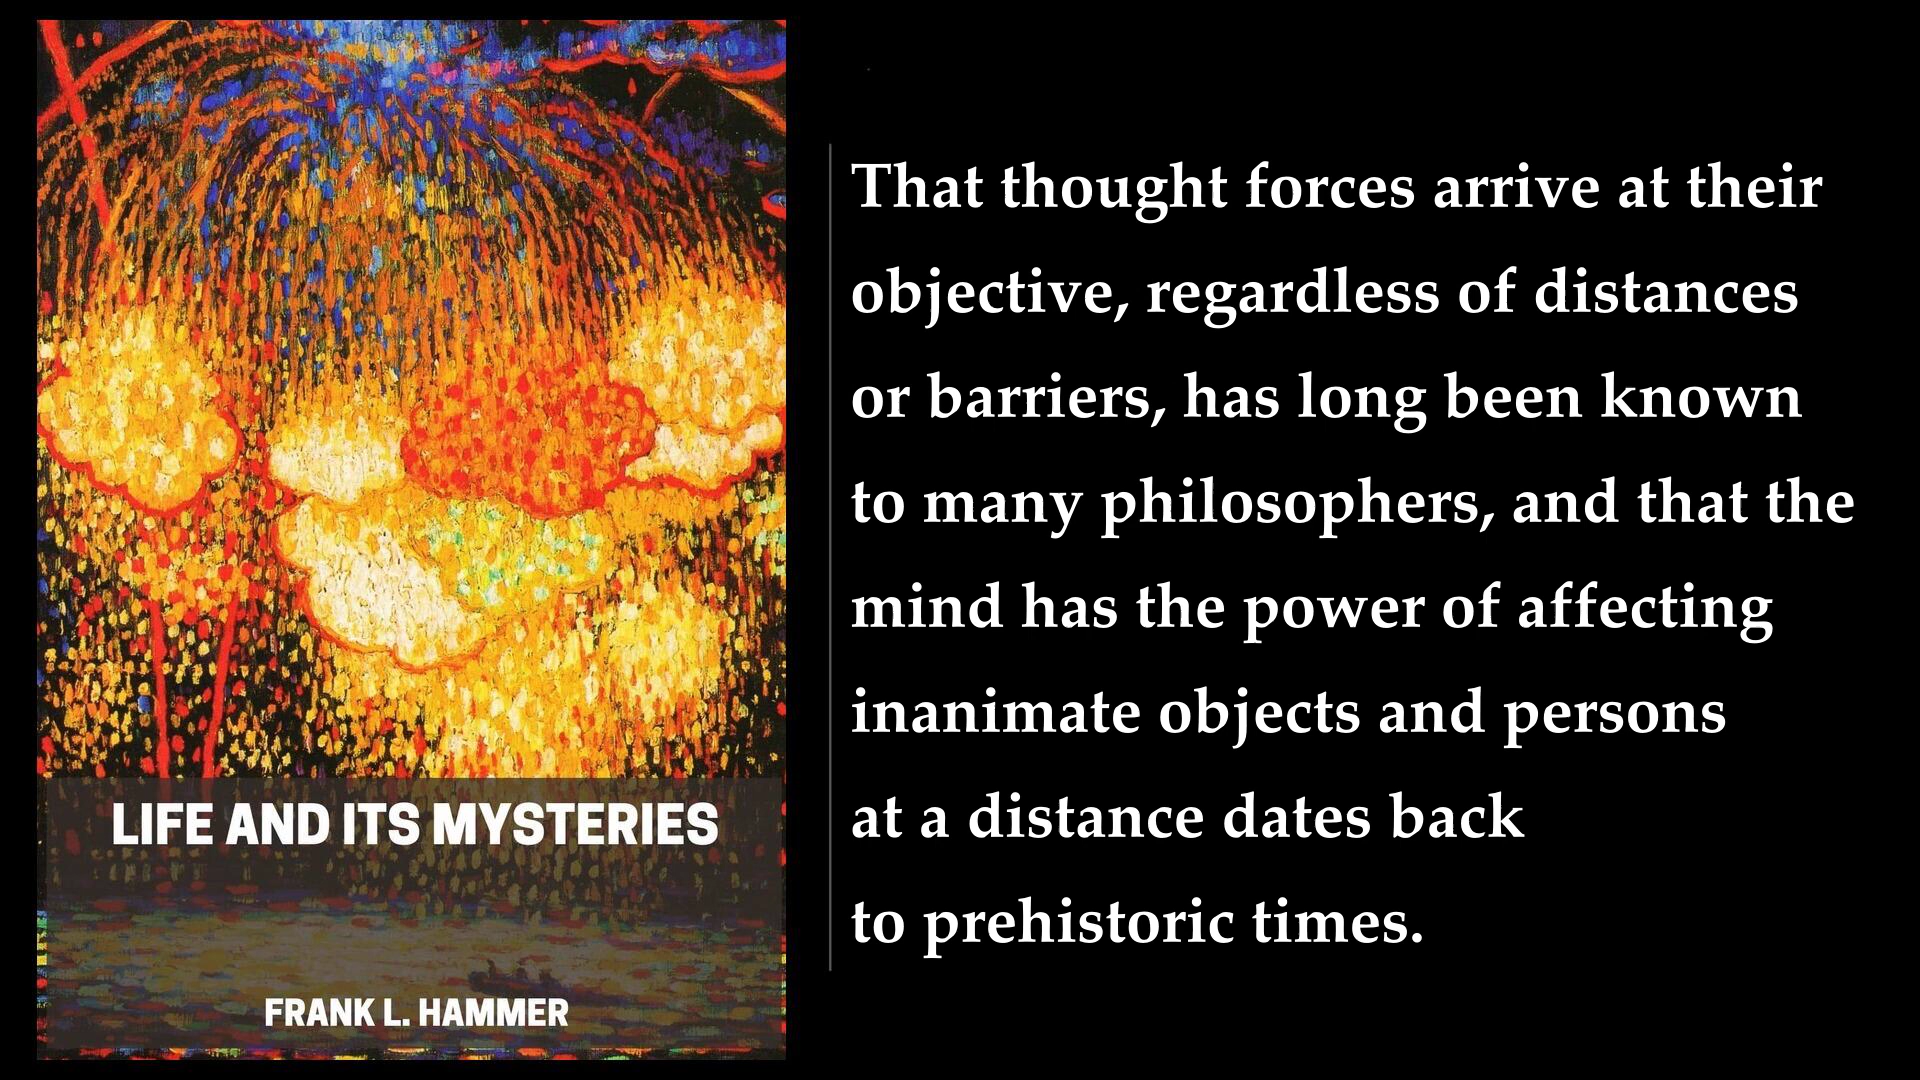 LIFE AND ITS MYSTERIES
FRANK L. HAMMER
That thought forces arrive at their
objective, regardless of distances
or barriers, has long been known
to many philosophers, and that the
mind has the power of affecting
inanimate objects and persons
at a distance dates back
to prehistoric times.